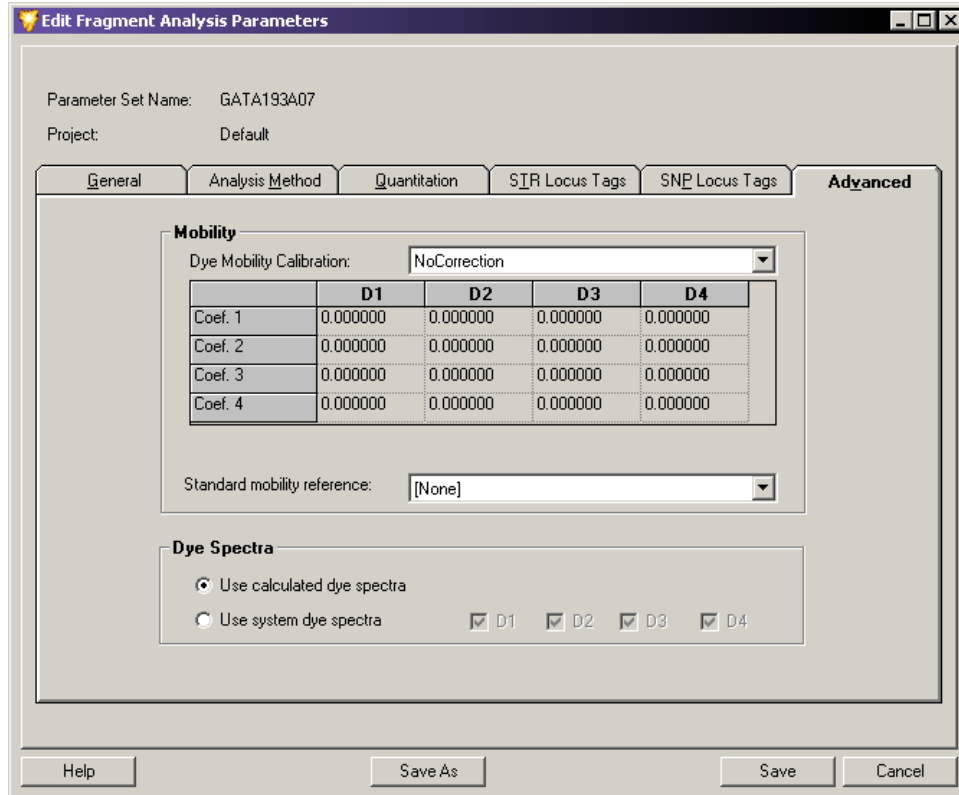 Edit Fragment Analysis Parameters
Parameter Set Name: GATA193A07
Project: Default
General Analysis Method Quantitation STR Locus Tags SNP Locus Tags Advanced
Mobility
Dye Mobility Calibration: NoCorrection
D1 D2 D3 D4
Coef. 1 0.000000 0.000000 0.000000 0.000000
Coef. 2 0.000000 0.000000 0.000000 0.000000
Coef. 3 0.000000 0.000000 0.000000 0.000000
Coef. 4 0.000000 0.000000 0.000000 0.000000
Standard mobility reference: [None]
Dye Spectra
Use calculated dye spectra
Use system dye spectra D1 D2 D3 D4
Help Save As Save Cancel